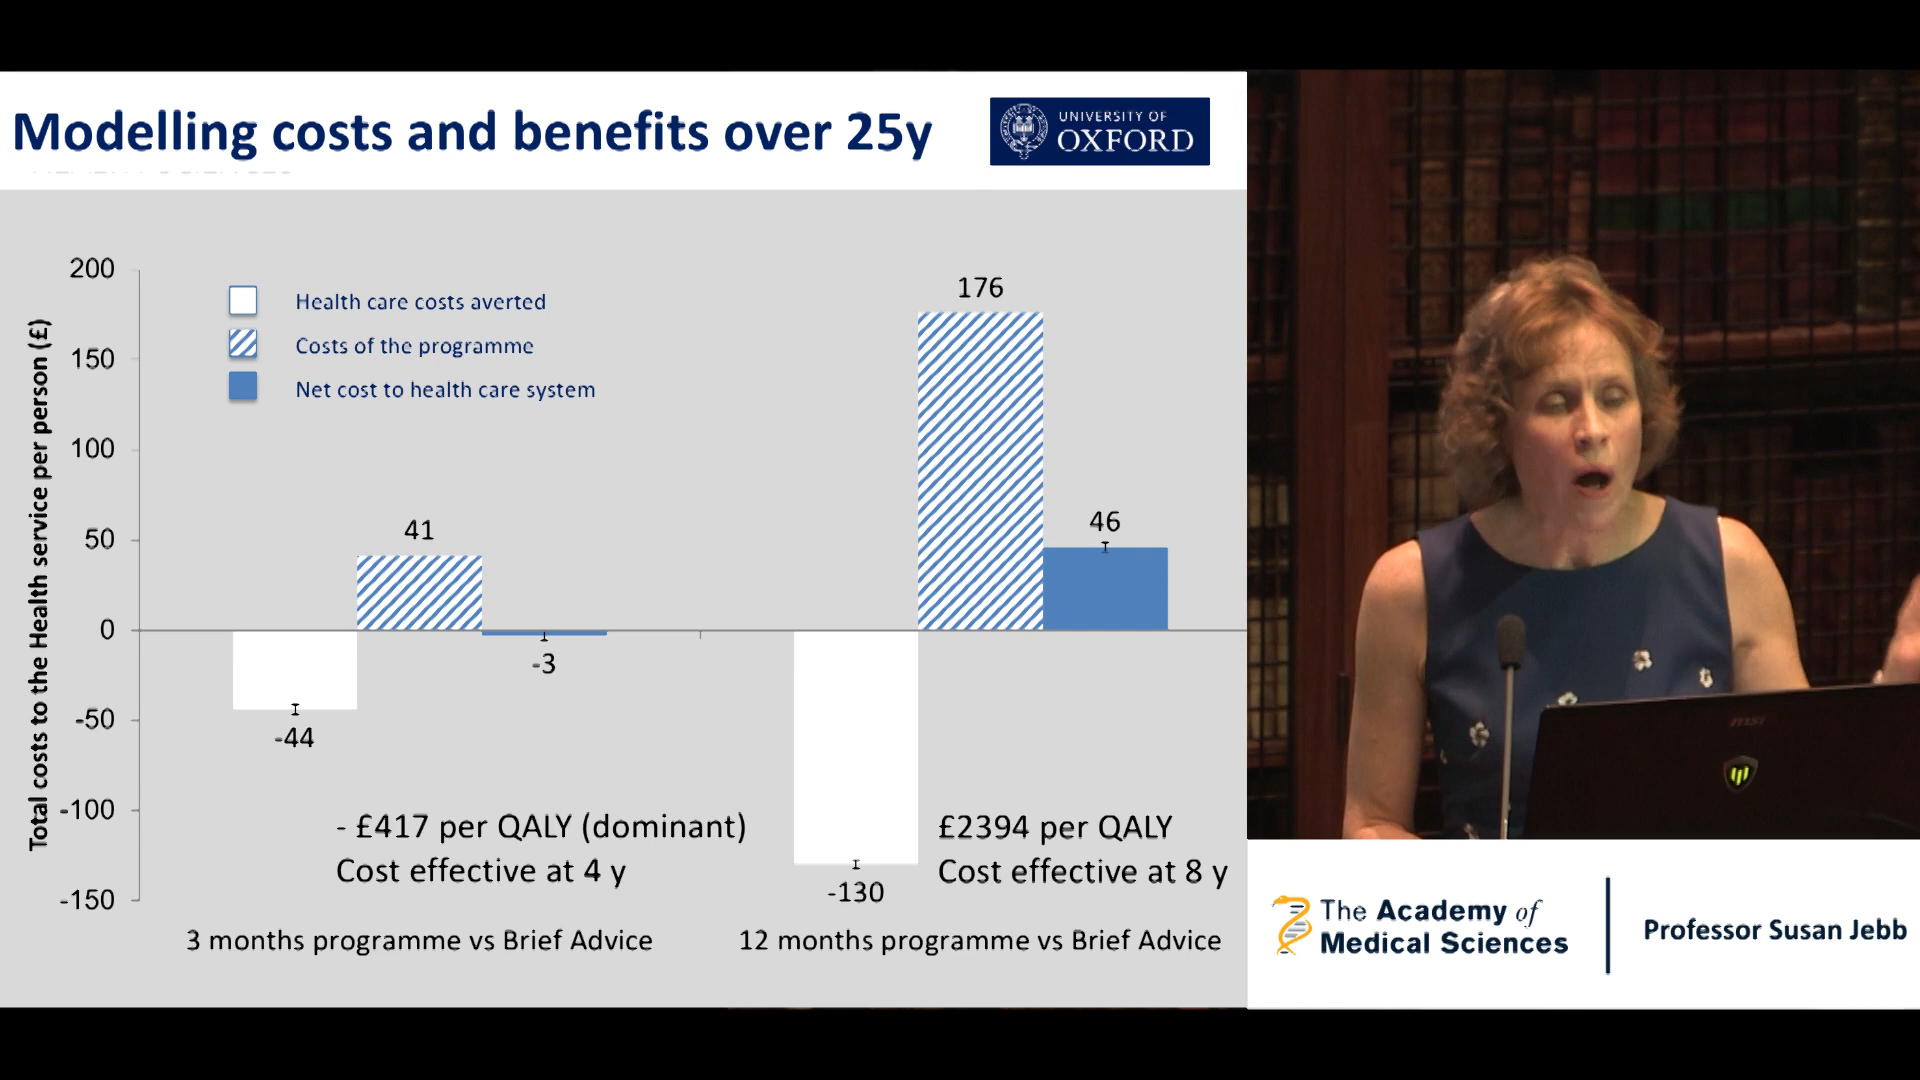 Modelling costs and benefits over 25y
UNIVERSITY OF
OXFORD
Total costs to the Health service per person (£)
200
150
100
50
0
-50
-100
-150
Health care costs averted
Costs of the programme
Net cost to health care system
-44
41
-3
-130
176
46
- £417 per QALY (dominant)
Cost effective at 4 y
£2394 per QALY
Cost effective at 8 y
3 months programme vs Brief Advice
12 months programme vs Brief Advice
msi
The Academy of
Medical Sciences
Professor Susan Jebb